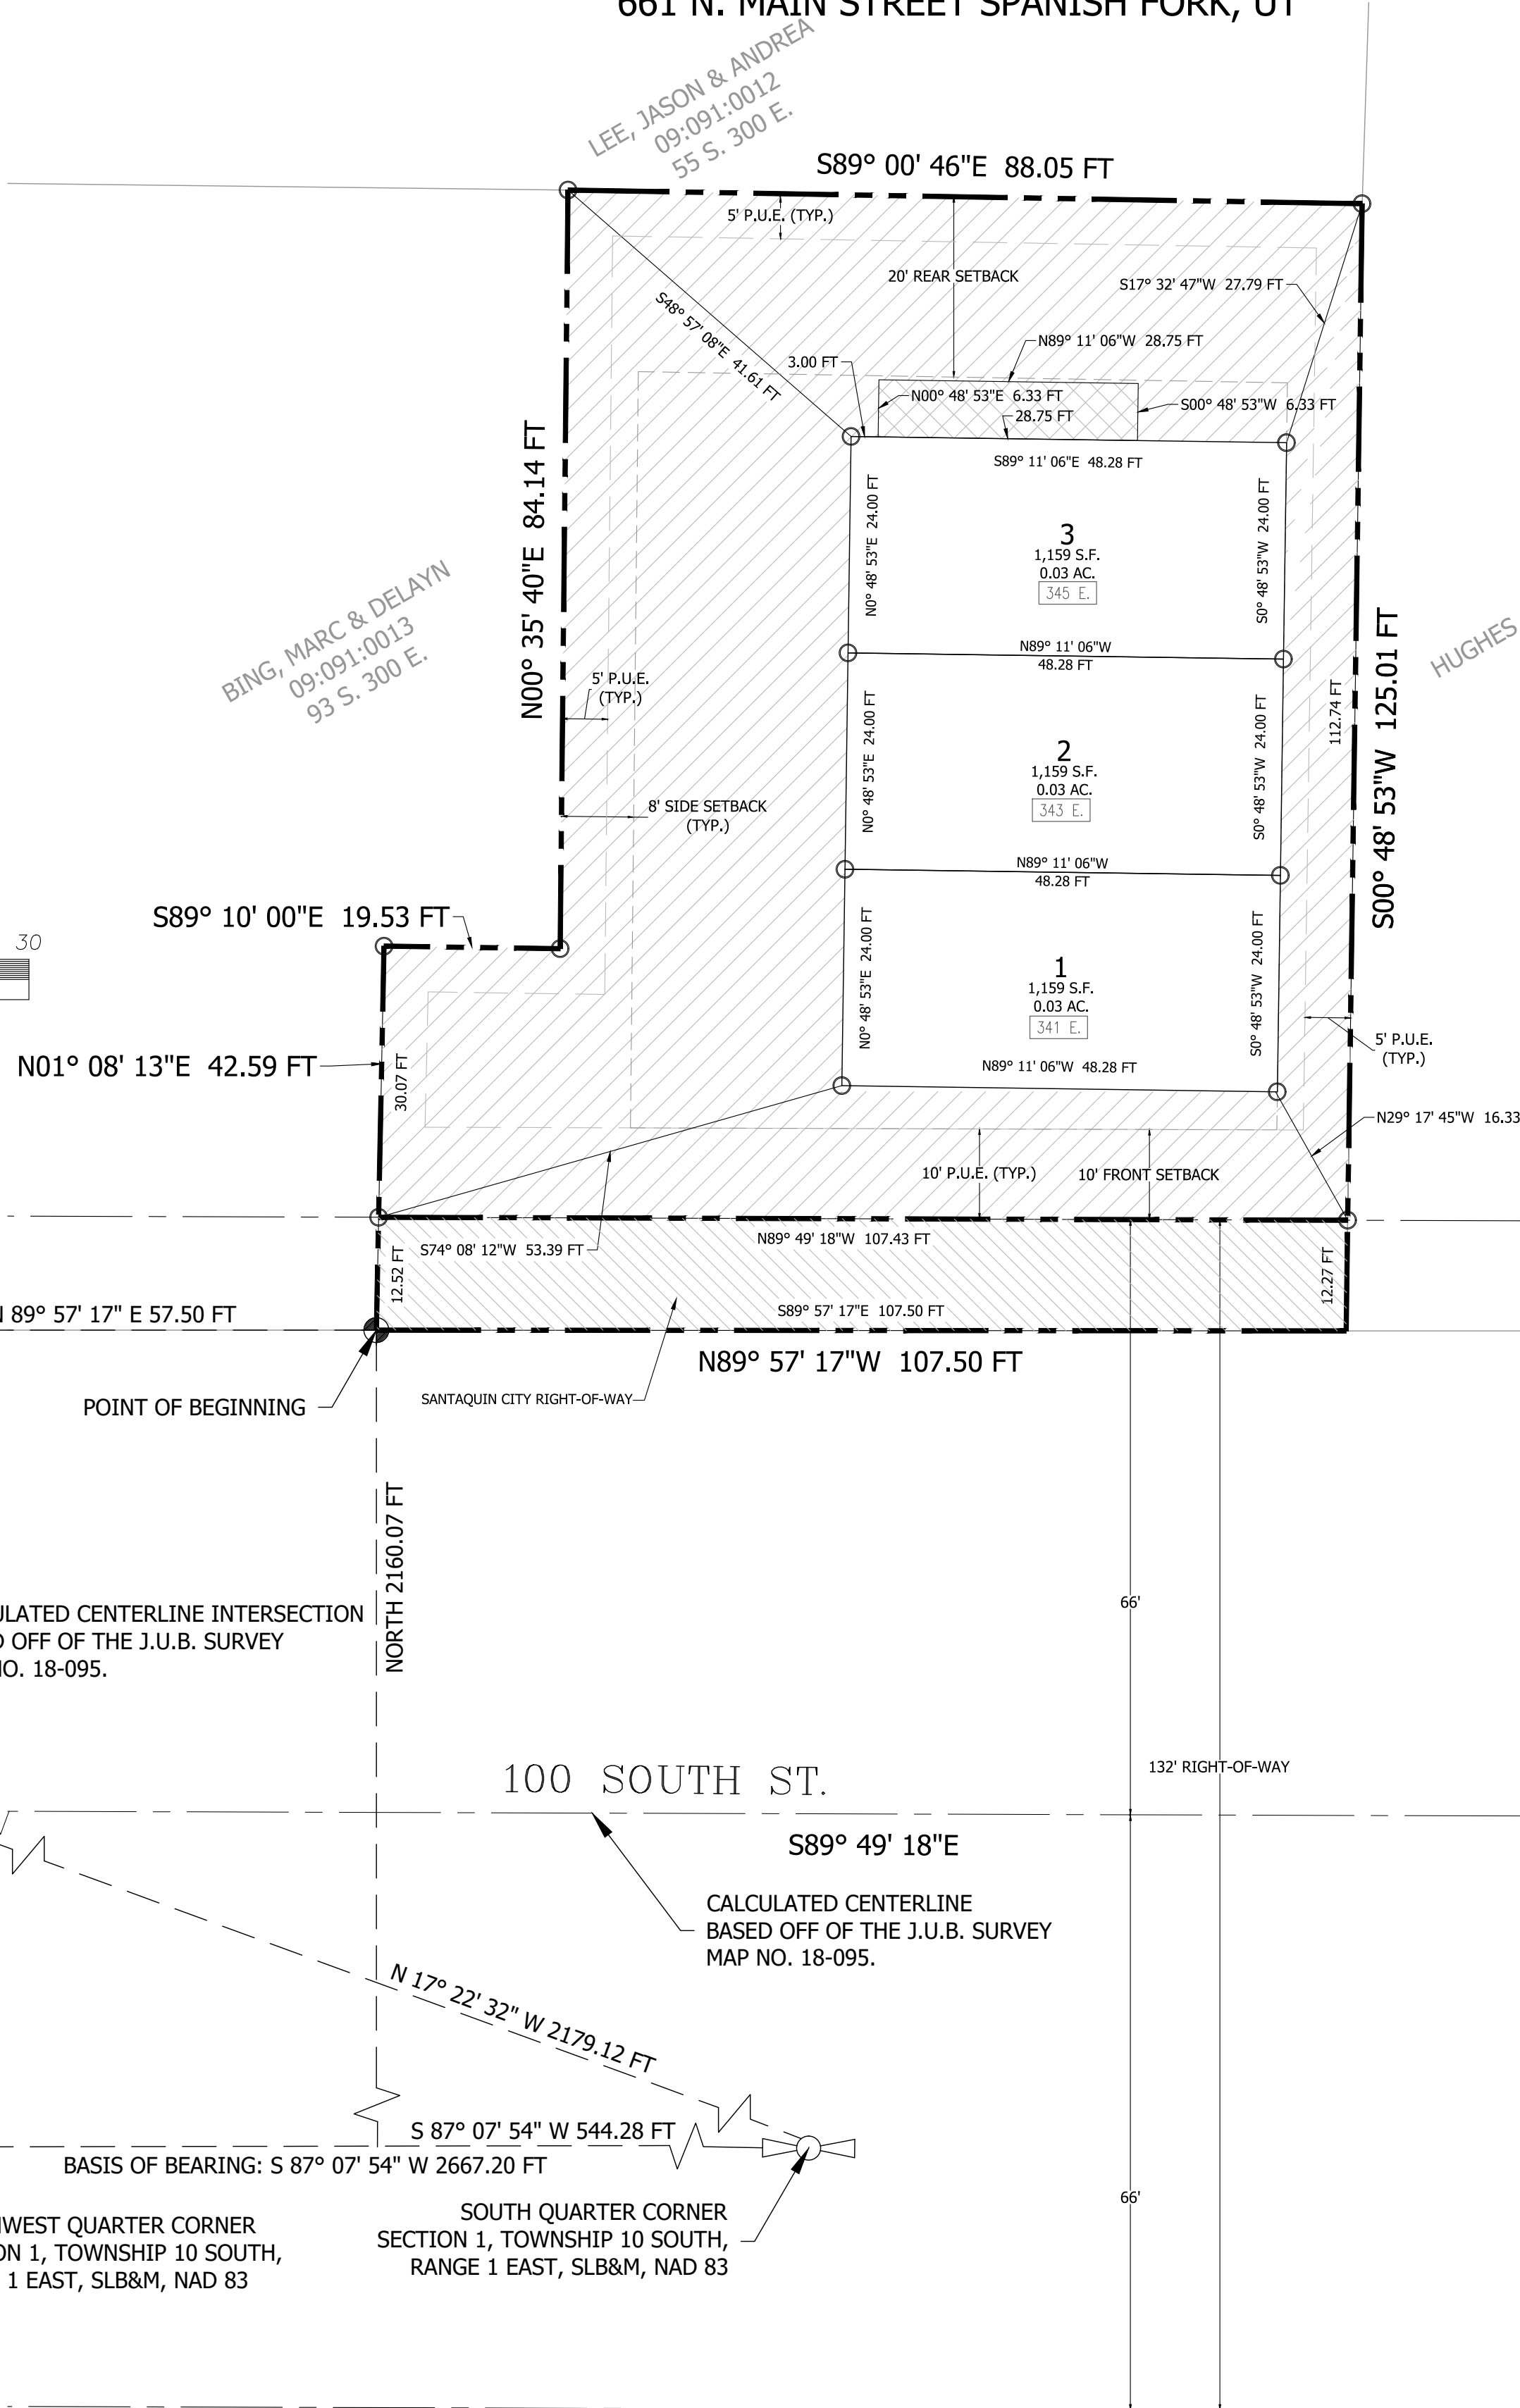 661 N. MAIN STREET SPANISH FORK, UT
LEE, JASON & ANDREA
09:091:0012
55 S. 300 E.
S89° 00' 46"E 88.05 FT
5' P.U.E. (TYP.)
20' REAR SETBACK
S17° 32' 47"W 27.79 FT
S48° 57' 08"E 41.61 FT
N89° 11' 06"W 28.75 FT
3.00 FT
N00° 48' 53"E 6.33 FT
S00° 48' 53"W 6.33 FT
28.75 FT
S89° 11' 06"E 48.28 FT
N00° 35' 40"E 84.14 FT
N0° 48' 53"E 24.00 FT
S0° 48' 53"W 24.00 FT
3
1,159 S.F.
0.03 AC.
345 E.
BING, MARC & DELAYN
09:091:0013
93 S. 300 E.
HUGHES
N89° 11' 06"W
48.28 FT
5' P.U.E.
(TYP.)
112.74 FT
S00° 48' 53"W 125.01 FT
N0° 48' 53"E 24.00 FT
S0° 48' 53"W 24.00 FT
2
1,159 S.F.
0.03 AC.
343 E.
8' SIDE SETBACK
(TYP.)
N89° 11' 06"W
48.28 FT
S89° 10' 00"E 19.53 FT
30
N0° 48' 53"E 24.00 FT
S0° 48' 53"W 24.00 FT
1
1,159 S.F.
0.03 AC.
341 E.
5' P.U.E.
(TYP.)
N01° 08' 13"E 42.59 FT
30.07 FT
N89° 11' 06"W 48.28 FT
N29° 17' 45"W 16.33
10' P.U.E. (TYP.)
10' FRONT SETBACK
N89° 49' 18"W 107.43 FT
S74° 08' 12"W 53.39 FT
12.52 FT
12.27 FT
S89° 57' 17"E 107.50 FT
89° 57' 17" E 57.50 FT
N89° 57' 17"W 107.50 FT
SANTAQUIN CITY RIGHT-OF-WAY
POINT OF BEGINNING
NORTH 2160.07 FT
ULATED CENTERLINE INTERSECTION
OFF OF THE J.U.B. SURVEY
NO. 18-095.
66'
132' RIGHT-OF-WAY
100 SOUTH ST.
S89° 49' 18"E
CALCULATED CENTERLINE
BASED OFF OF THE J.U.B. SURVEY
MAP NO. 18-095.
N 17° 22' 32" W 2179.12 FT
S 87° 07' 54" W 544.28 FT
BASIS OF BEARING: S 87° 07' 54" W 2667.20 FT
66'
WEST QUARTER CORNER
ON 1, TOWNSHIP 10 SOUTH,
1 EAST, SLB&M, NAD 83
SOUTH QUARTER CORNER
SECTION 1, TOWNSHIP 10 SOUTH,
RANGE 1 EAST, SLB&M, NAD 83